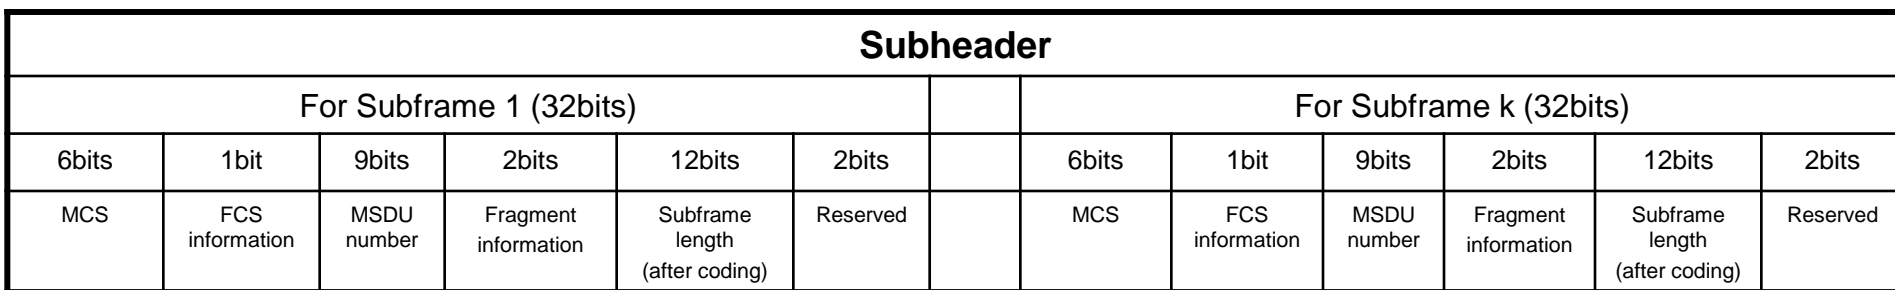 Subheader
For Subframe 1 (32bits) For Subframe k (32bits)
6bits 1bit 9bits 2bits 12bits 2bits 6bits 1bit 9bits 2bits 12bits 2bits
MCS FCS MSDU Fragment Subframe Reserved MCS FCS MSDU Fragment Subframe Reserved
information number information length information number information length
(after coding) (after coding)